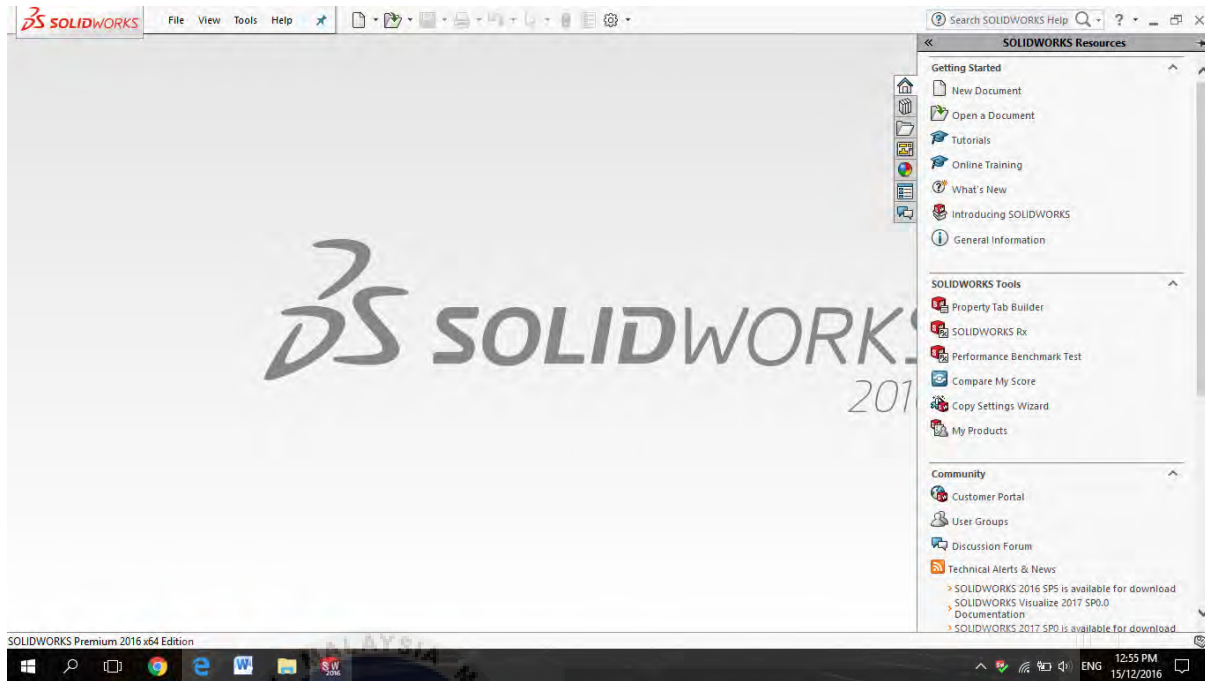 SOLIDWORKS File View Tools Help Search SOLIDWORKS Help ?
SOLIDWORKS Resources
Getting Started
New Document
Open a Document
Tutorials
Online Training
What's New
Introducing SOLIDWORKS
General Information
SOLIDWORKS Tools
Property Tab Builder
SOLIDWORKS Rx
Performance Benchmark Test
Compare My Score
Copy Settings Wizard
My Products
Community
Customer Portal
User Groups
Discussion Forum
Technical Alerts & News
> SOLIDWORKS 2016 SP5 is available for download
> SOLIDWORKS Visualize 2017 SP0.0
Documentation
> SOLIDWORKS 2017 SP0 is available for download
SOLIDWORKS
201
SOLIDWORKS Premium 2016 x64 Edition
MALAYSIA
ENG
12:55 PM
15/12/2016